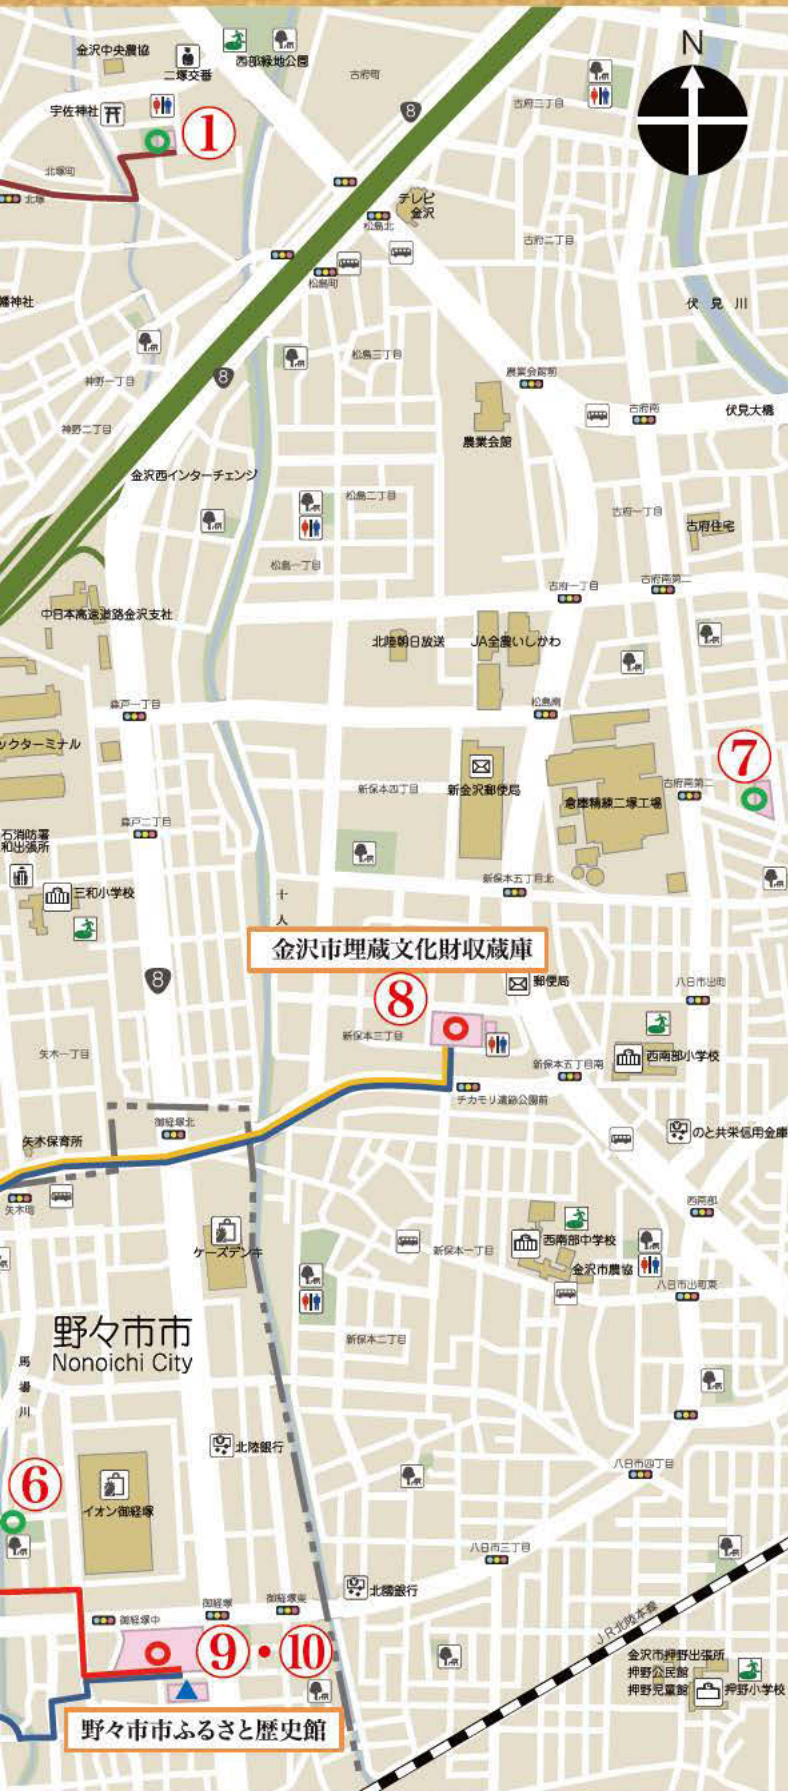 金沢中央農協
二塚交番
西部緑地公園
古府町
N
宇佐神社
①
8
古府三丁目
北塚町
北塚
テレビ
金沢
松島北
古府二丁目
松島町
幡神社
伏見川
神野一丁目
松島三丁目
8
農業会館前
古府南
伏見大橋
神野二丁目
農業会館
金沢西インターチェンジ
松島二丁目
古府一丁目
古府住宅
松島一丁目
古府一丁目
古府南第二
中日本高速道路金沢支社
北陸朝日放送
JA全農いしかわ
森戸一丁目
松島南
ックターミナル
⑦
新保本四丁目
新金沢郵便局
倉庫精練二塚工場
古府南第二
森戸二丁目
石消防署
和出張所
三和小学校
新保本五丁目北
十
人
金沢市埋蔵文化財収蔵庫
8
⑧
郵便局
八日市出町
新保本三丁目
矢木一丁目
新保本五丁目南
西南部小学校
チカモリ遺跡公園前
御経塚北
矢木保育所
のと共栄信用金庫
矢木町
西南部
ケーズデンキ
新保本一丁目
西南部中学校
金沢市農協
八日市出町東
野々市市
Nonoichi City
新保本二丁目
馬場川
北陸銀行
⑥
イオン御経塚
八日市四丁目
八日市三丁目
北國銀行
御経塚中
御経塚
御経塚東
⑨・⑩
JR北陸本線
金沢市押野出張所
押野公民館
押野児童館
押野小学校
野々市市ふるさと歴史館